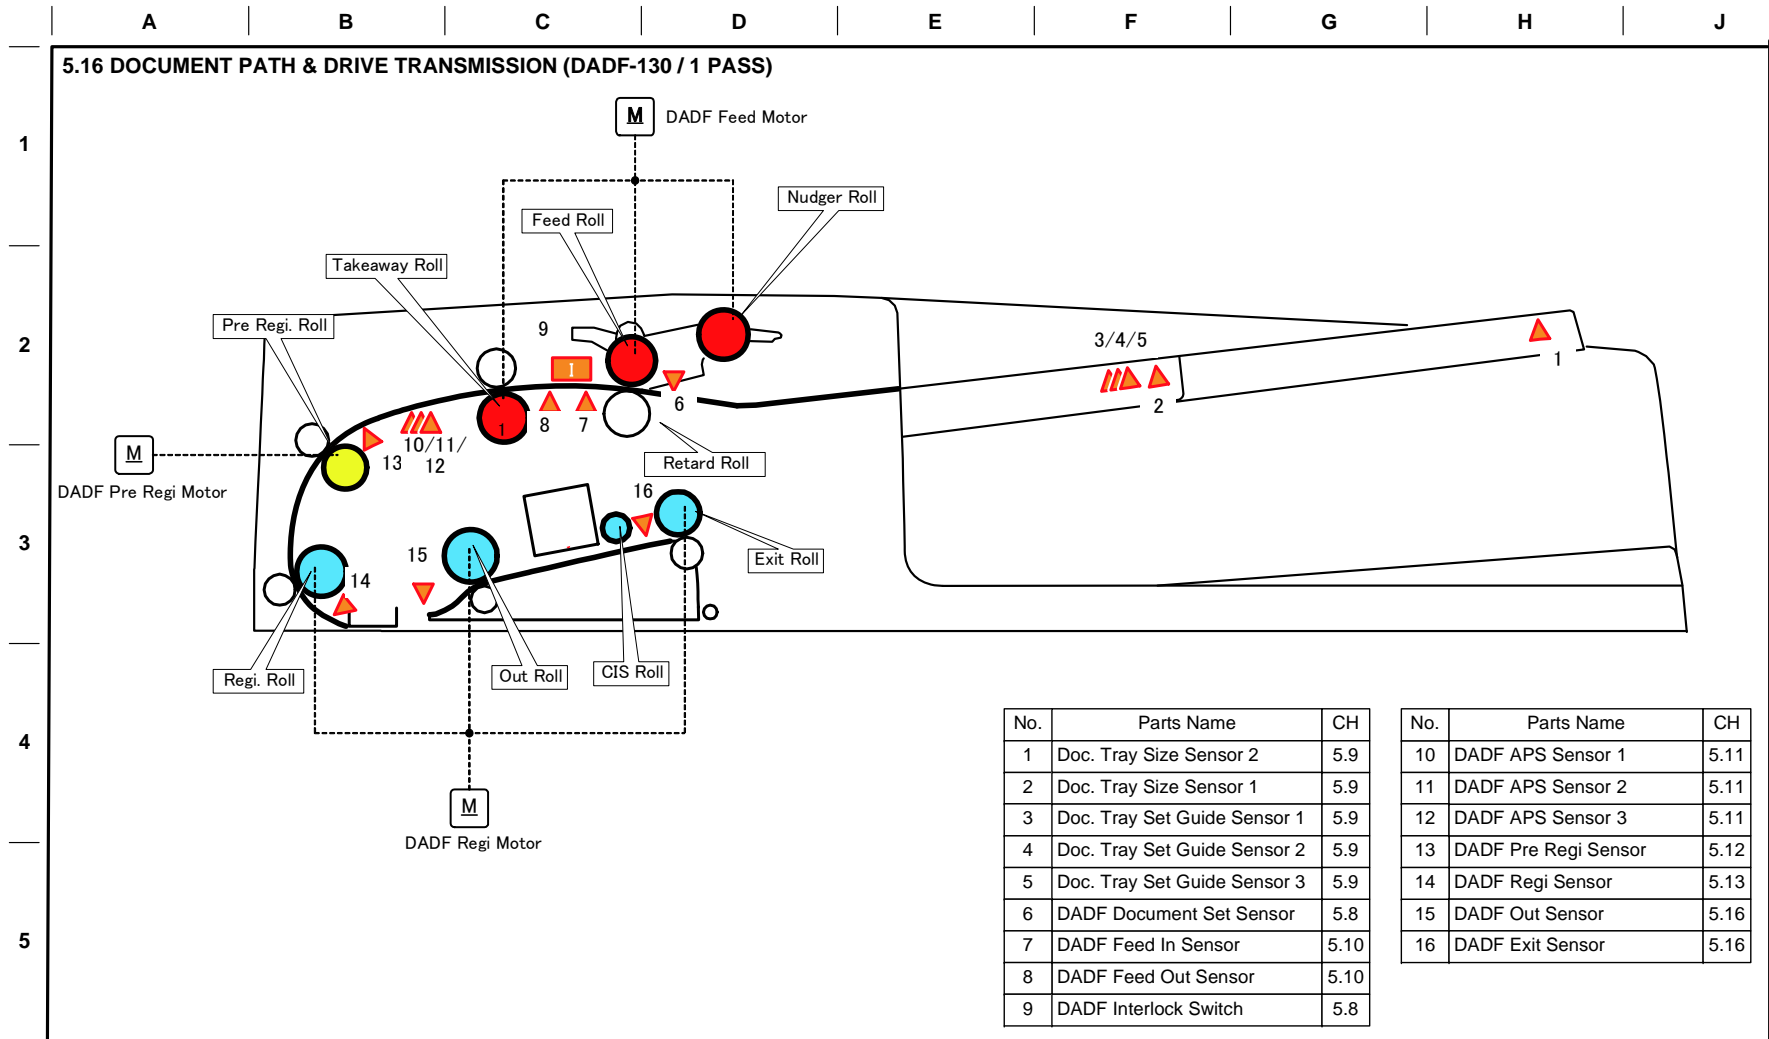 A B C D E F G H J
5.16 DOCUMENT PATH & DRIVE TRANSMISSION (DADF-130 / 1 PASS)
1
2
3
4
5
M DADF Feed Motor
Nudger Roll
Feed Roll
Takeaway Roll
Pre Regi. Roll
9
3/4/5
I
1
1
6
2
8
7
10/11/
12
13
M
DADF Pre Regi Motor
Retard Roll
16
15
14
Exit Roll
Regi. Roll
Out Roll
CIS Roll
M
DADF Regi Motor
No. Parts Name CH
1 Doc. Tray Size Sensor 2 5.9
2 Doc. Tray Size Sensor 1 5.9
3 Doc. Tray Set Guide Sensor 1 5.9
4 Doc. Tray Set Guide Sensor 2 5.9
5 Doc. Tray Set Guide Sensor 3 5.9
6 DADF Document Set Sensor 5.8
7 DADF Feed In Sensor 5.10
8 DADF Feed Out Sensor 5.10
9 DADF Interlock Switch 5.8
No. Parts Name CH
10 DADF APS Sensor 1 5.11
11 DADF APS Sensor 2 5.11
12 DADF APS Sensor 3 5.11
13 DADF Pre Regi Sensor 5.12
14 DADF Regi Sensor 5.13
15 DADF Out Sensor 5.16
16 DADF Exit Sensor 5.16